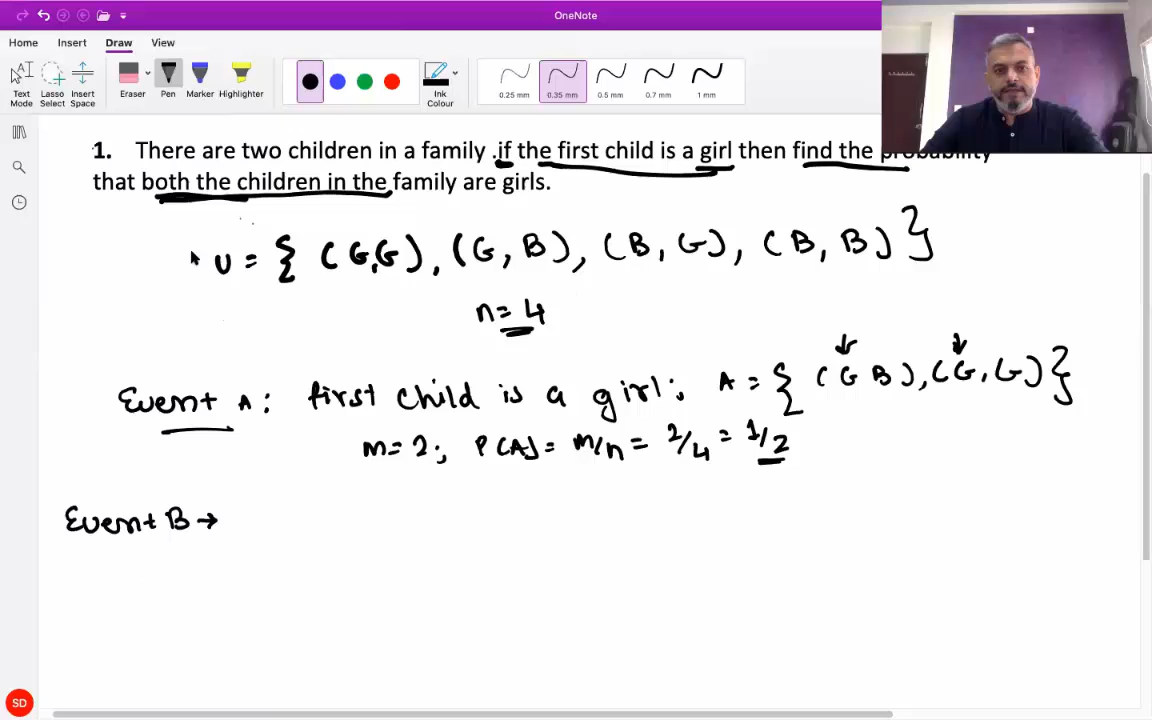 OneNote
Home Insert Draw View
Text Mode Lasso Select Insert Space Eraser Pen Marker Highlighter Ink Colour 0.25 mm 0.35 mm 0.5 mm 0.7 mm 1 mm
1. There are two children in a family .if the first child is a girl then find the probability
that both the children in the family are girls.
U = { (G,G), (G, B), (B, G), (B, B) }
n = 4
Event A: first child is a girl; A = { (G B), (G, G) }
m = 2; P(A) = m/n = 2/4 = 1/2
Event B →
SD